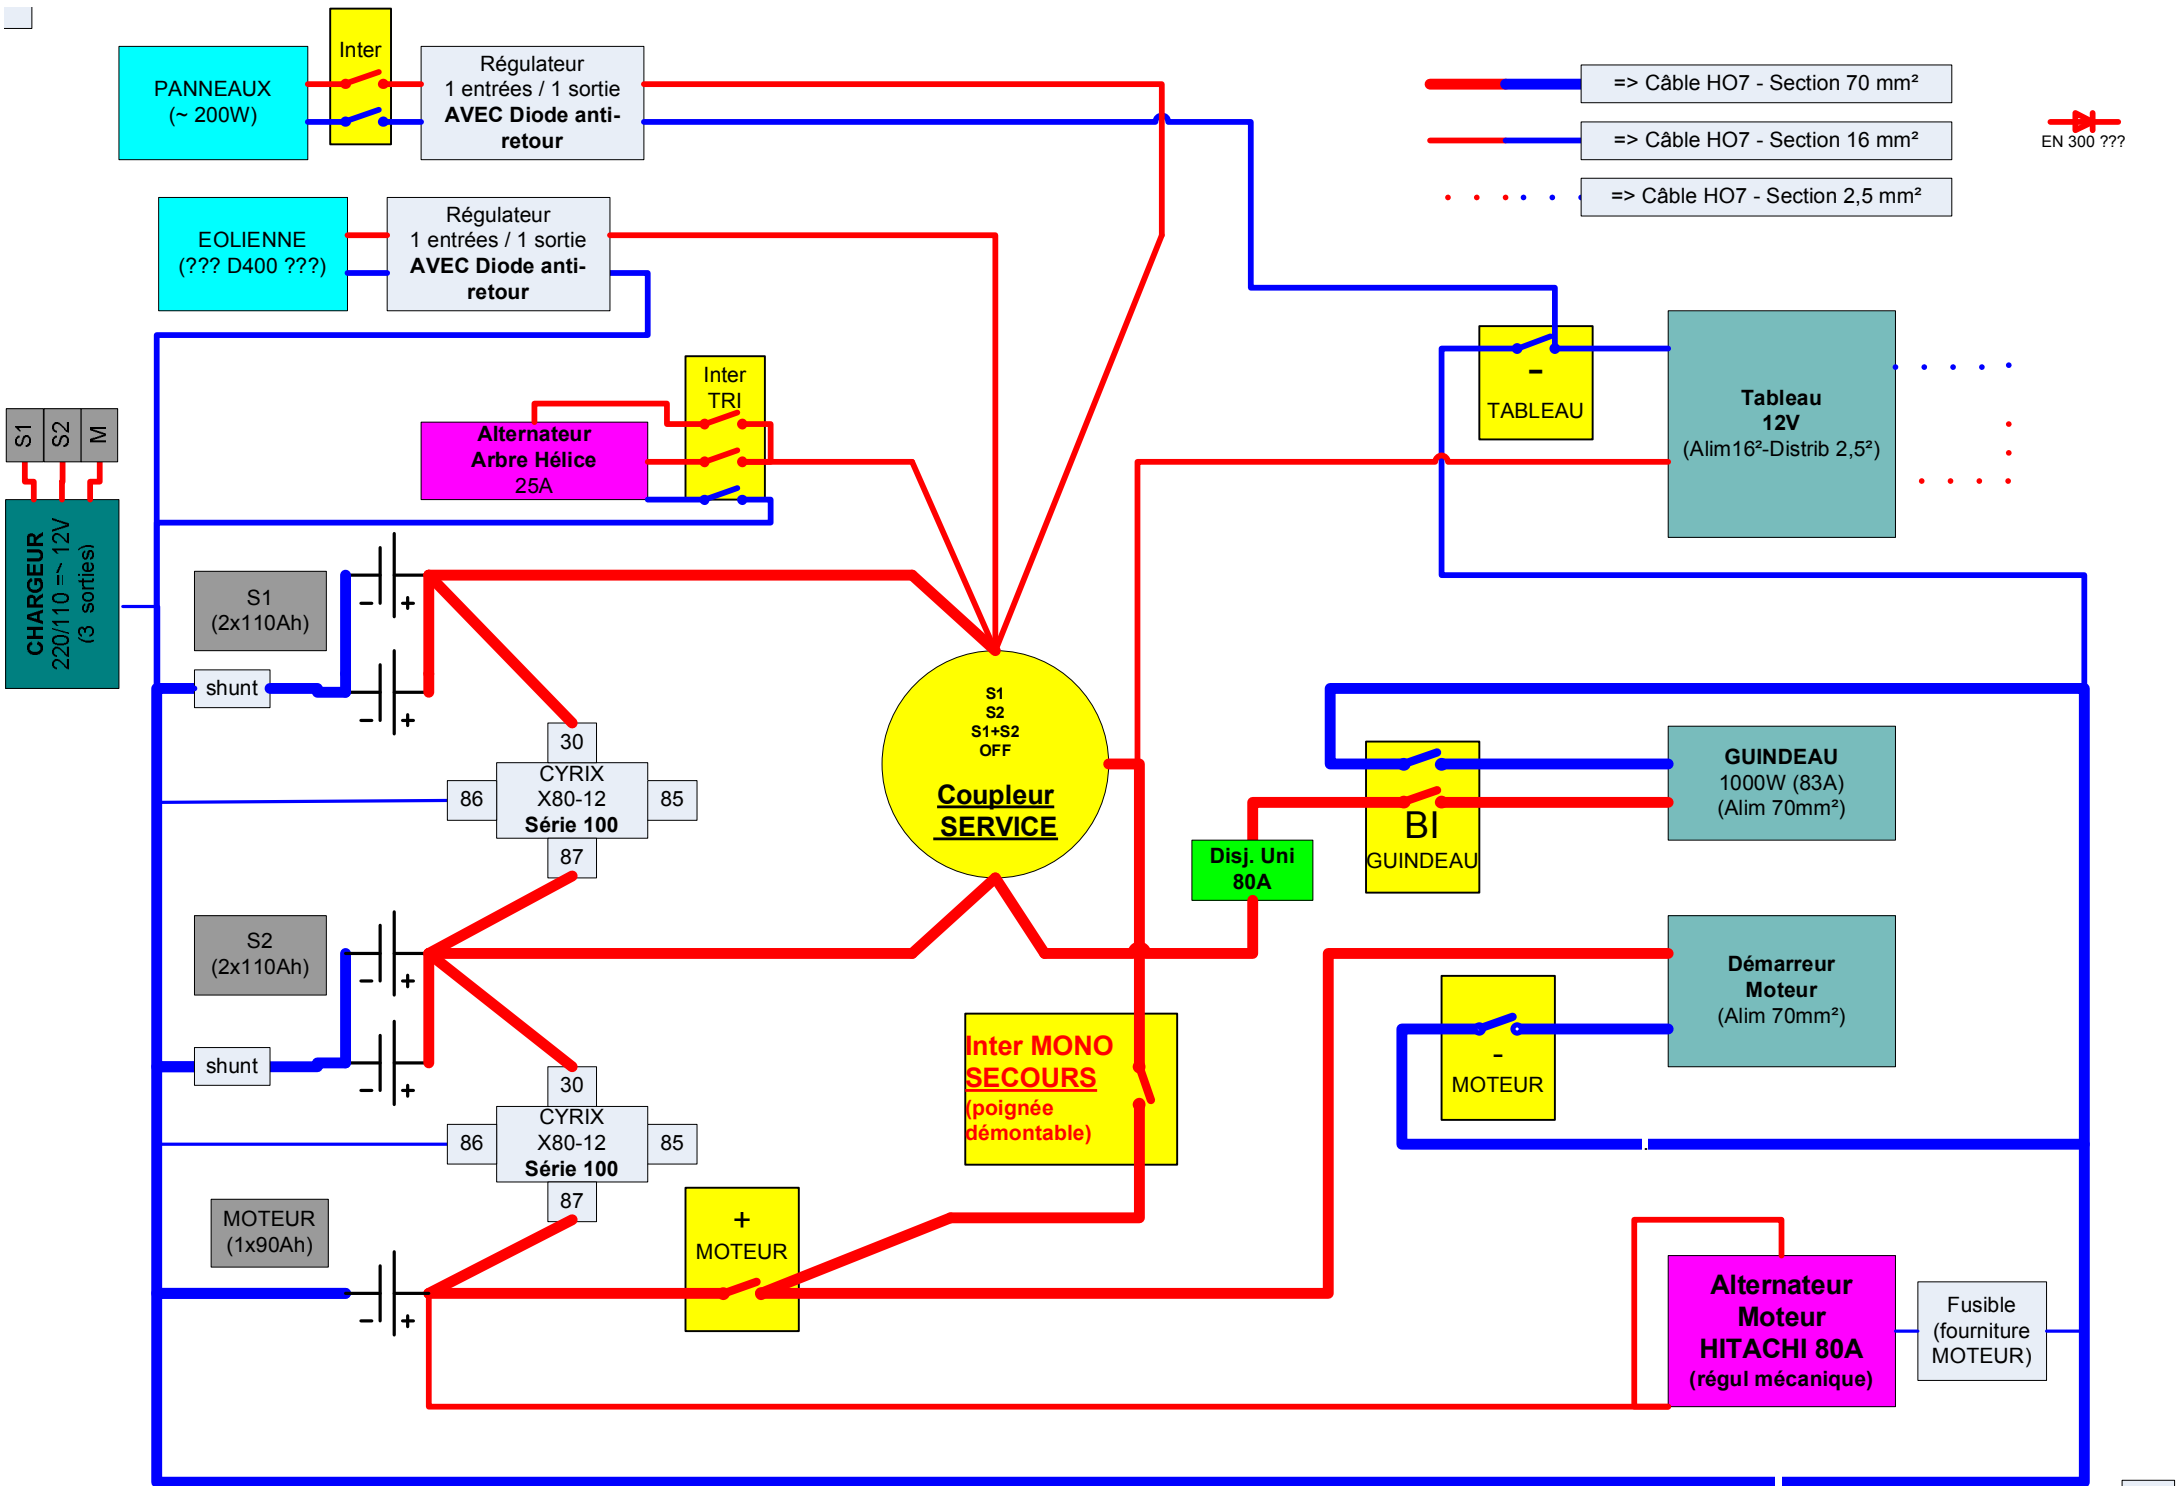 Inter
PANNEAUX
(~ 200W)
Régulateur
1 entrées / 1 sortie
AVEC Diode anti-
retour
=> Câble HO7 - Section 70 mm²
=> Câble HO7 - Section 16 mm²
=> Câble HO7 - Section 2,5 mm²
EN 300 ???
EOLIENNE
(??? D400 ???)
Régulateur
1 entrées / 1 sortie
AVEC Diode anti-
retour
Inter
TRI
Alternateur
Arbre Hélice
25A
-
TABLEAU
Tableau
12V
(Alim16²-Distrib 2,5²)
S1
S2
M
CHARGEUR
220/110 =~ 12V
(3 sorties)
S1
(2x110Ah)
- +
- +
shunt
30
CYRIX
X80-12
Série 100
86
85
87
S1
S2
S1+S2
OFF
Coupleur
SERVICE
Disj. Uni
80A
BI
GUINDEAU
GUINDEAU
1000W (83A)
(Alim 70mm²)
S2
(2x110Ah)
- +
- +
shunt
30
CYRIX
X80-12
Série 100
86
85
87
Inter MONO
SECOURS
(poignée
démontable)
-
MOTEUR
Démarreur
Moteur
(Alim 70mm²)
MOTEUR
(1x90Ah)
- +
+
MOTEUR
Alternateur
Moteur
HITACHI 80A
(régul mécanique)
Fusible
(fourniture
MOTEUR)